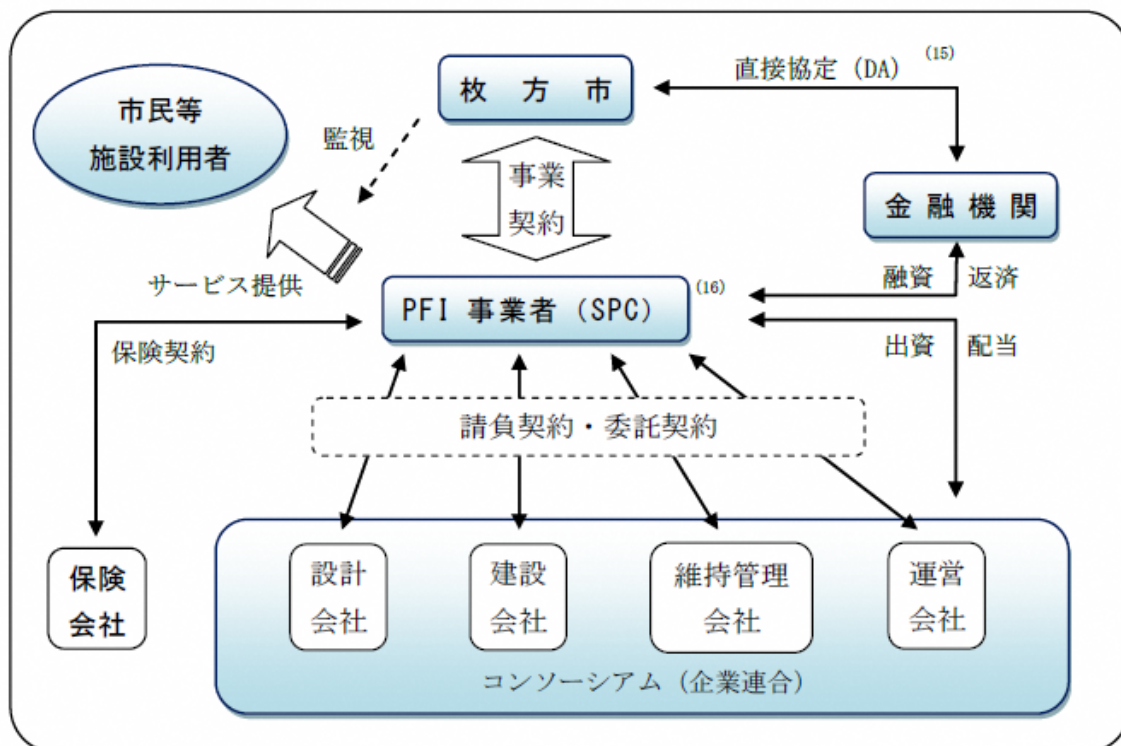 枚方市
直接協定(DA) (15)
市民等
施設利用者
監視
事業
契約
金融機関
サービス提供
融資 返済
PFI 事業者(SPC) (16)
保険契約
出資 配当
請負契約・委託契約
保険
会社
設計
会社
建設
会社
維持管理
会社
運営
会社
コンソーシアム(企業連合)